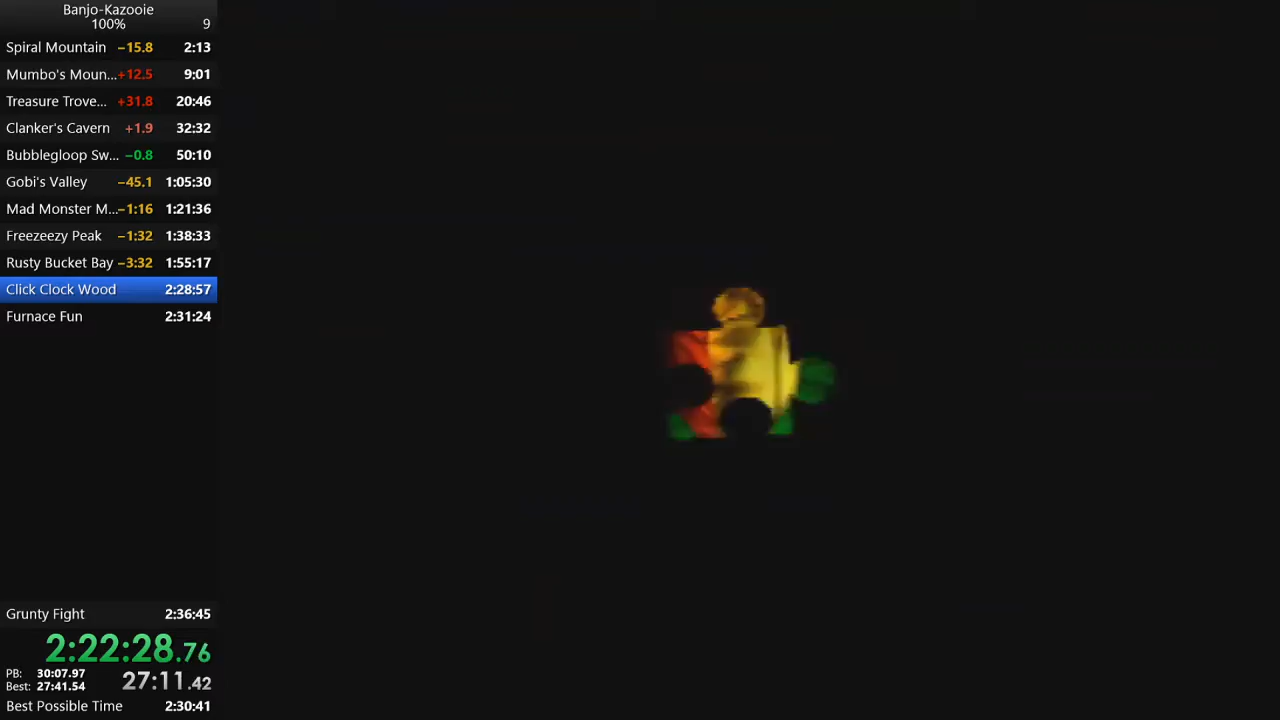 Banjo-Kazooie
100% 9
Spiral Mountain −15.8 2:13
Mumbo's Moun... +12.5 9:01
Treasure Trove... +31.8 20:46
Clanker's Cavern +1.9 32:32
Bubblegloop Sw... −0.8 50:10
Gobi's Valley −45.1 1:05:30
Mad Monster M... −1:16 1:21:36
Freezeezy Peak −1:32 1:38:33
Rusty Bucket Bay −3:32 1:55:17
Click Clock Wood 2:28:57
Furnace Fun 2:31:24
Grunty Fight 2:36:45
2:22:28.76
PB: 30:07.97
Best: 27:41.54
27:11.42
Best Possible Time 2:30:41